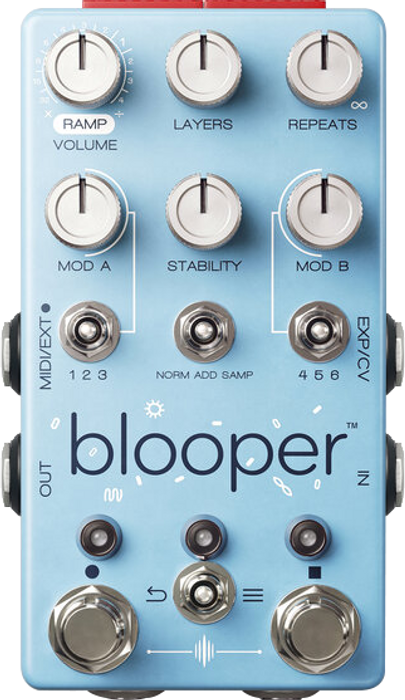 RAMP LAYERS REPEATS ∞
VOLUME
MOD A STABILITY MOD B
MIDI/EXT
EXP/CV
1 2 3 NORM ADD SAMP 4 5 6
blooper™
OUT
IN